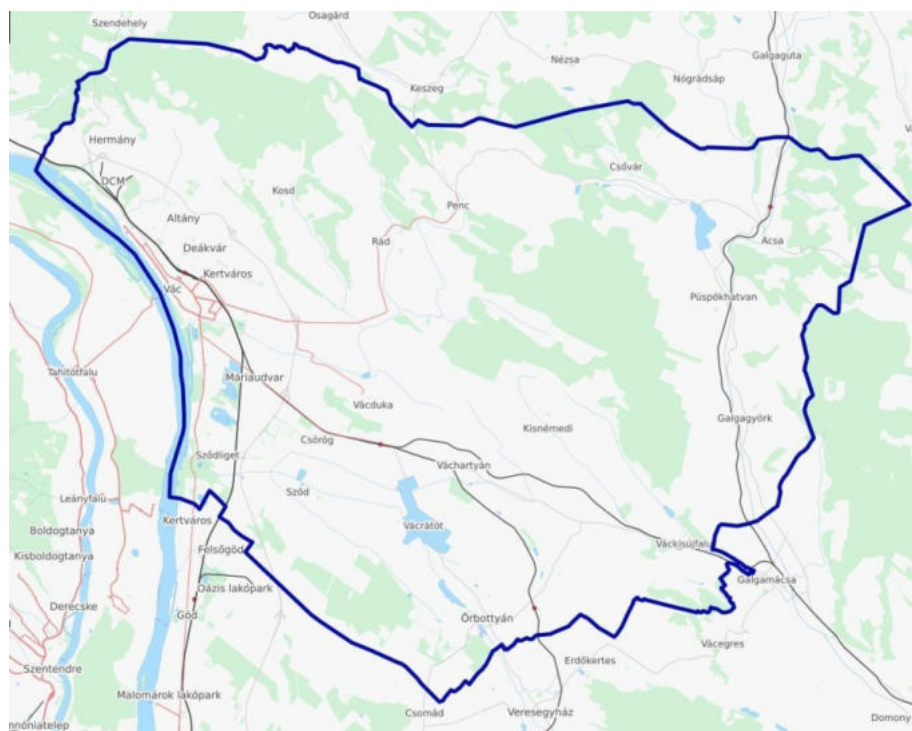 Szendehely
Osagárd
Nézsa
Galgaguta
Nógrádsáp
Keszeg
Hermány
DCM
Kosd
Csővár
Penc
Altány
Rád
Acsa
Deákvár
Kertváros
Vác
Püspökhatvan
Tahitótfalu
Máriaudvar
Vácduka
Galgagyörk
Kisnémedi
Csörög
Sződliget
Váchartyán
Sződ
Leányfalu
Kertváros
Vácrátót
Boldogtanya
Kisboldogtanya
Felsőgöd
Váckisújfalu
Galgamácsa
Oázis lakópark
Derecske
Göd
Őrbottyán
Vácegres
Erdőkertes
Szentendre
Malomárok lakópark
Csomád
Veresegyház
Domony
nnóniatelep